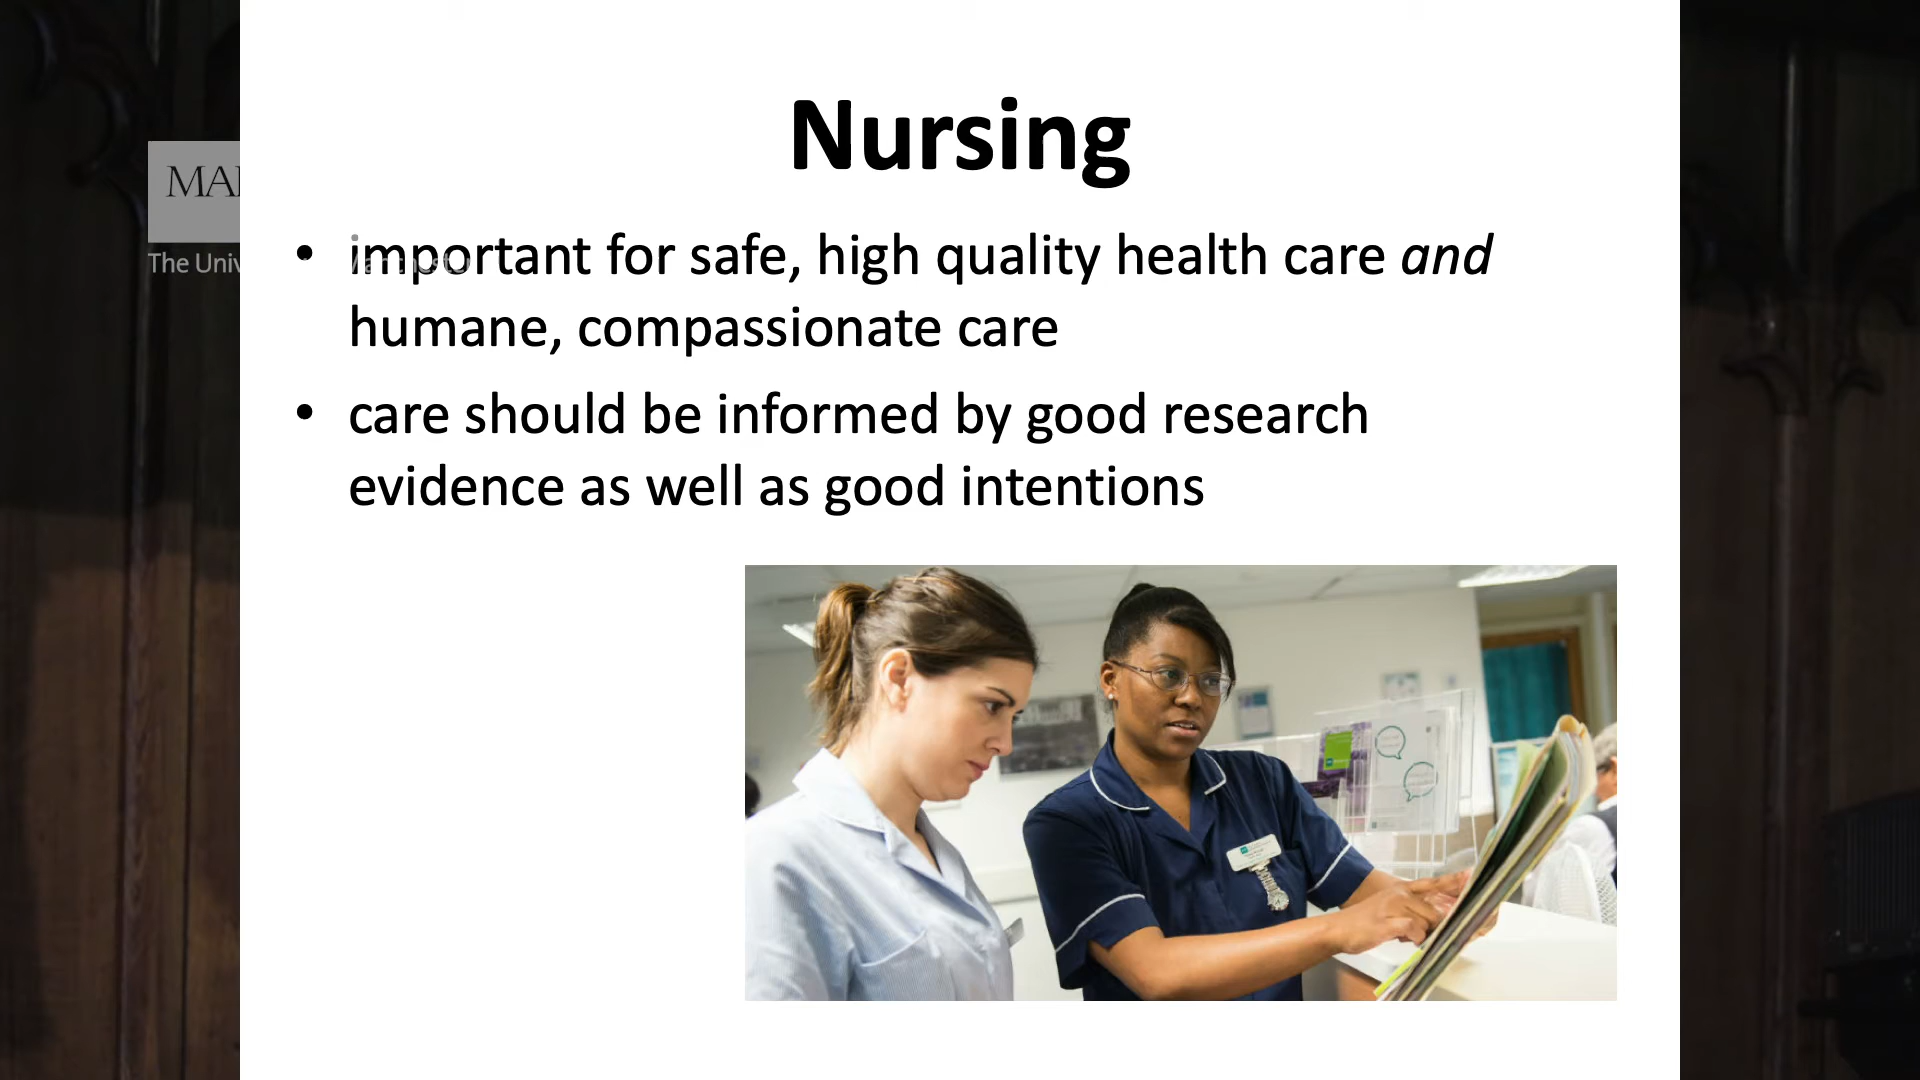 Nursing
MAN
The Univ
• important for safe, high quality health care and
humane, compassionate care
• care should be informed by good research
evidence as well as good intentions